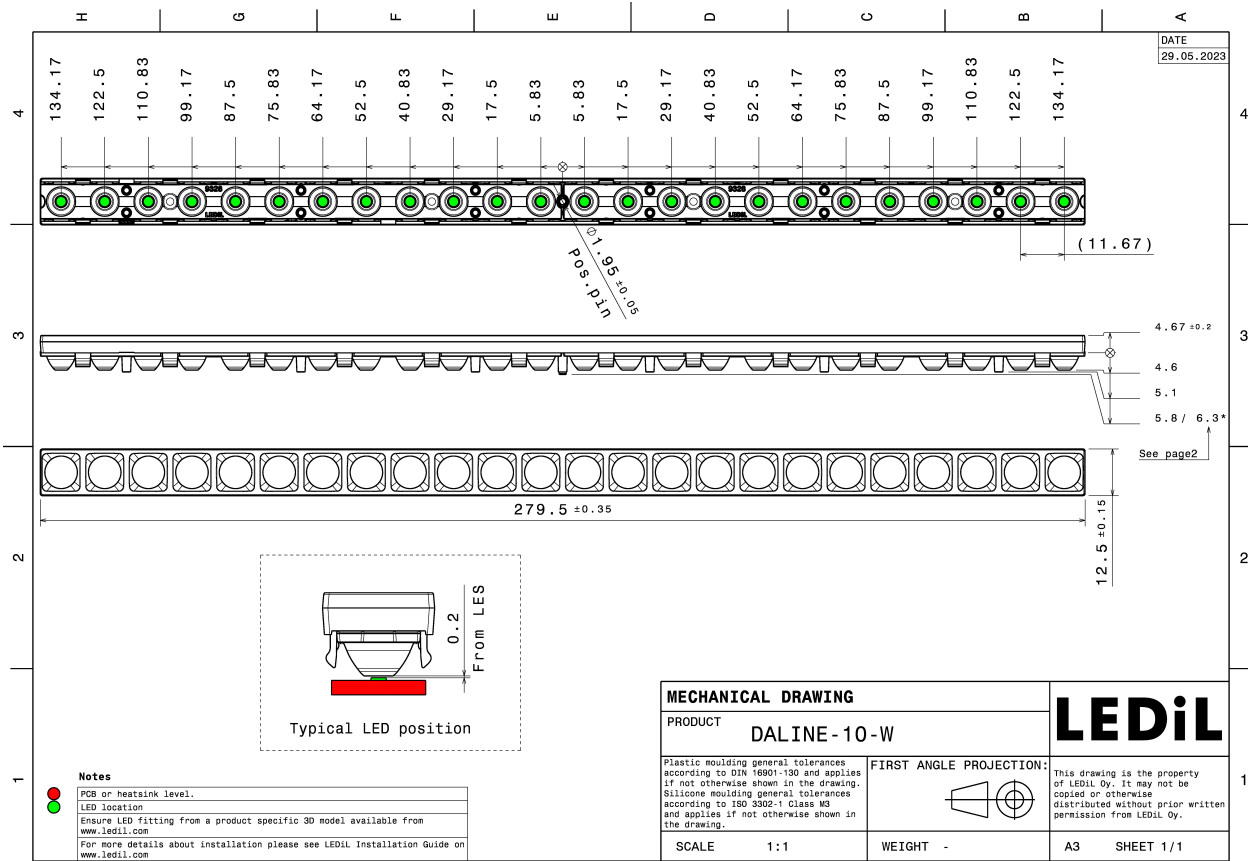 H G F E D C B A
DATE
29.05.2023
134.17 122.5 110.83 99.17 87.5 75.83 64.17 52.5 40.83 29.17 17.5 5.83 5.83 17.5 29.17 40.83 52.5 64.17 75.83 87.5 99.17 110.83 122.5 134.17
4 4
9326 9326
LEDiL LEDiL
(11.67)
Ø1.95 ±0.05
Pos.pin
3 3
4.67 ±0.2
4.6
5.1
5.8/ 6.3*
See page2
279.5 ±0.35
12.5 ±0.15
2 2
0.2
From LES
Typical LED position
MECHANICAL DRAWING
PRODUCT
DALINE-10-W
LEDiL
Plastic moulding general tolerances
according to DIN 16901-130 and applies
if not otherwise shown in the drawing.
Silicone moulding general tolerances
according to ISO 3302-1 Class M3
and applies if not otherwise shown in
the drawing.
FIRST ANGLE PROJECTION:
This drawing is the property
of LEDiL Oy. It may not be
copied or otherwise
distributed without prior written
permission from LEDiL Oy.
1 1
Notes
PCB or heatsink level.
LED location
Ensure LED fitting from a product specific 3D model available from
www.ledil.com
For more details about installation please see LEDiL Installation Guide on
www.ledil.com
SCALE 1:1
WEIGHT -
A3 SHEET 1/1